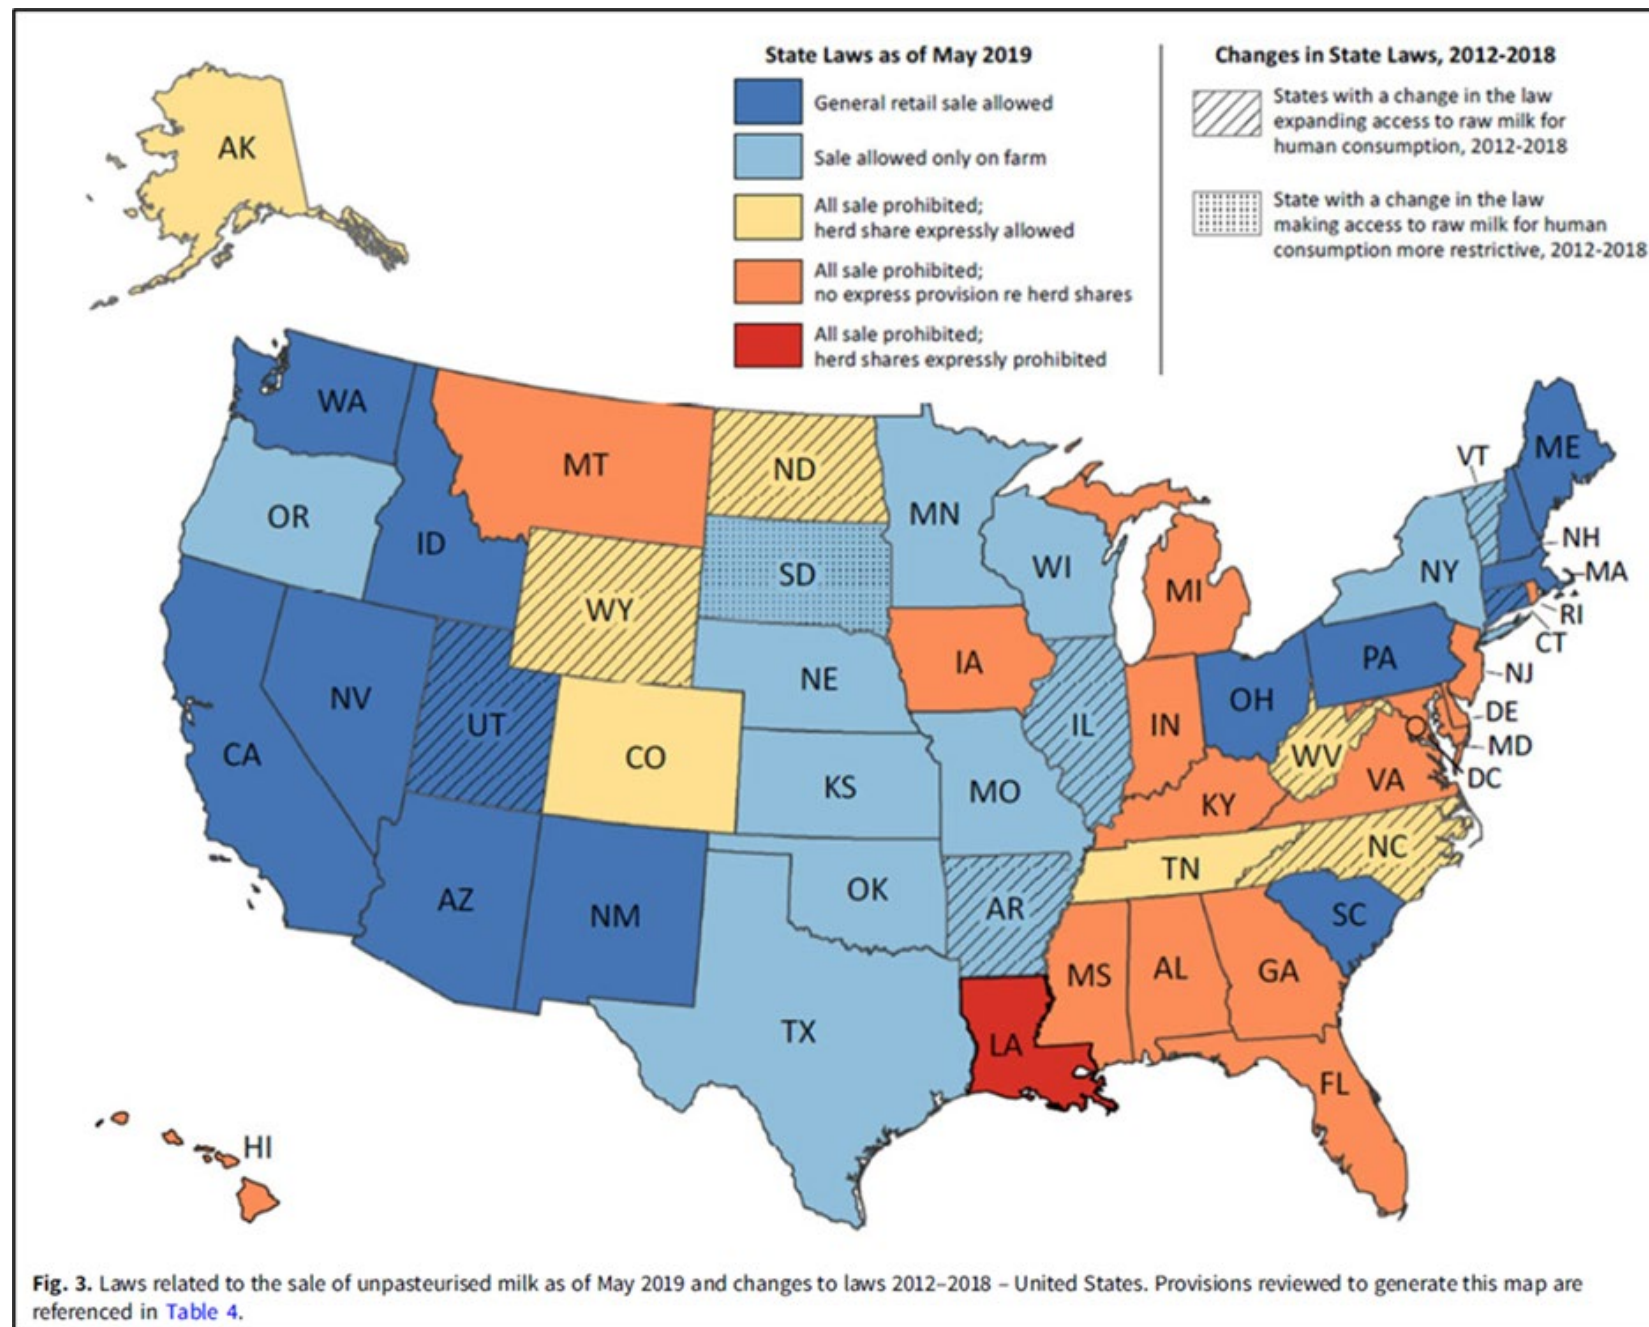 State Laws as of May 2019
General retail sale allowed
Sale allowed only on farm
All sale prohibited;
herd share expressly allowed
All sale prohibited;
no express provision re herd shares
All sale prohibited;
herd shares expressly prohibited
Changes in State Laws, 2012-2018
States with a change in the law
expanding access to raw milk for
human consumption, 2012-2018
State with a change in the law
making access to raw milk for human
consumption more restrictive, 2012-2018
AK
WA
OR
ID
MT
ND
MN
SD
WI
MI
WY
NE
IA
NV
UT
CA
CO
KS
MO
IL
IN
OH
PA
NY
VT
ME
NH
MA
RI
CT
NJ
DE
MD
DC
WV
VA
KY
TN
NC
SC
AZ
NM
OK
AR
TX
LA
MS
AL
GA
FL
HI
Fig. 3. Laws related to the sale of unpasteurised milk as of May 2019 and changes to laws 2012–2018 – United States. Provisions reviewed to generate this map are
referenced in Table 4.